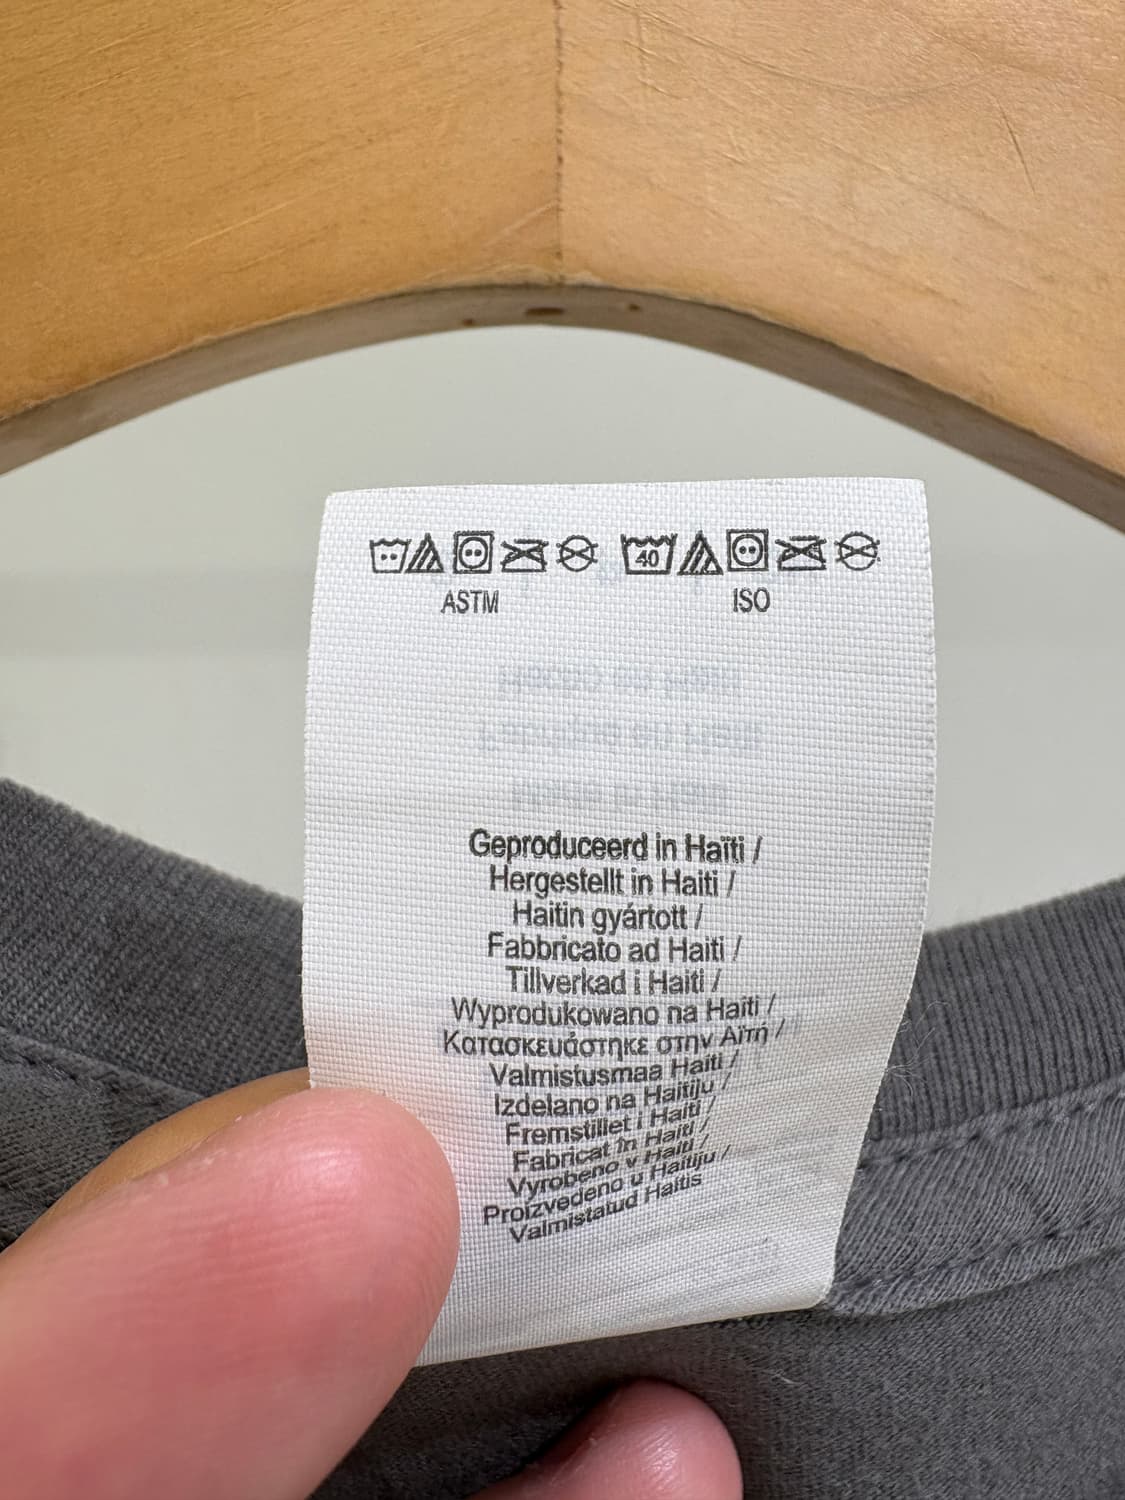 40
ASTM
ISO
Geproduceerd in Haïti /
Hergestellt in Haiti /
Haitin gyártott /
Fabbricato ad Haiti /
Tillverkad i Haiti /
Wyprodukowano na Haiti /
Κατασκευάστηκε στην Αϊτή /
Valmistusmaa Haiti /
Izdelano na Haitiju /
Fremstillet i Haiti /
Fabricat în Haiti /
Vyrobeno v Haiti /
Proizvedeno u Haitiju /
Valmistatud Haitis